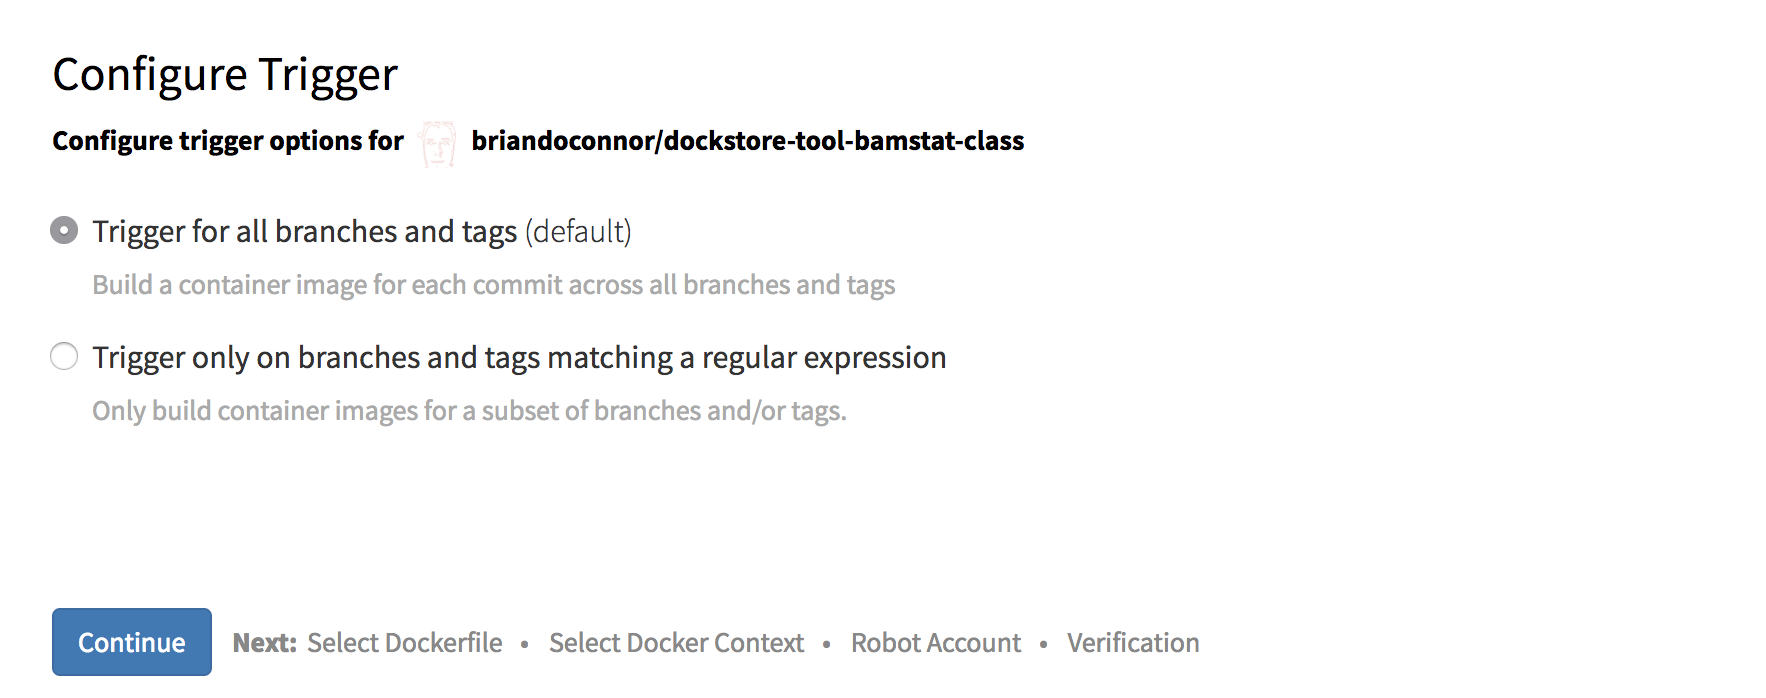 Configure Trigger
Configure trigger options for briandoconnor/dockstore-tool-bamstat-class
Trigger for all branches and tags (default)
Build a container image for each commit across all branches and tags
Trigger only on branches and tags matching a regular expression
Only build container images for a subset of branches and/or tags.
Continue Next: Select Dockerfile • Select Docker Context • Robot Account • Verification